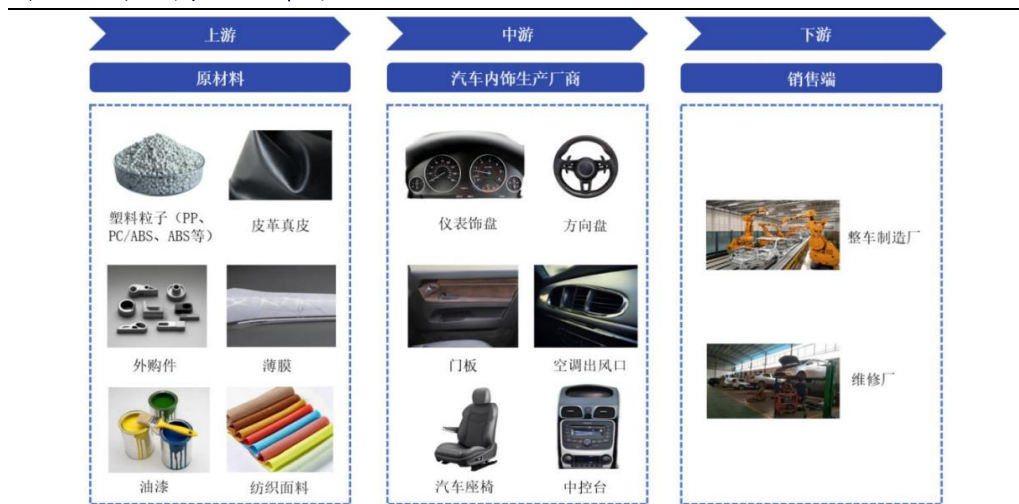 上游
中游
下游
原材料
汽车内饰生产厂商
销售端
塑料粒子（PP、
PC/ABS、ABS等）
皮革真皮
外购件
薄膜
油漆
纺织面料
仪表饰盘
方向盘
门板
空调出风口
汽车座椅
中控台
整车制造厂
维修厂